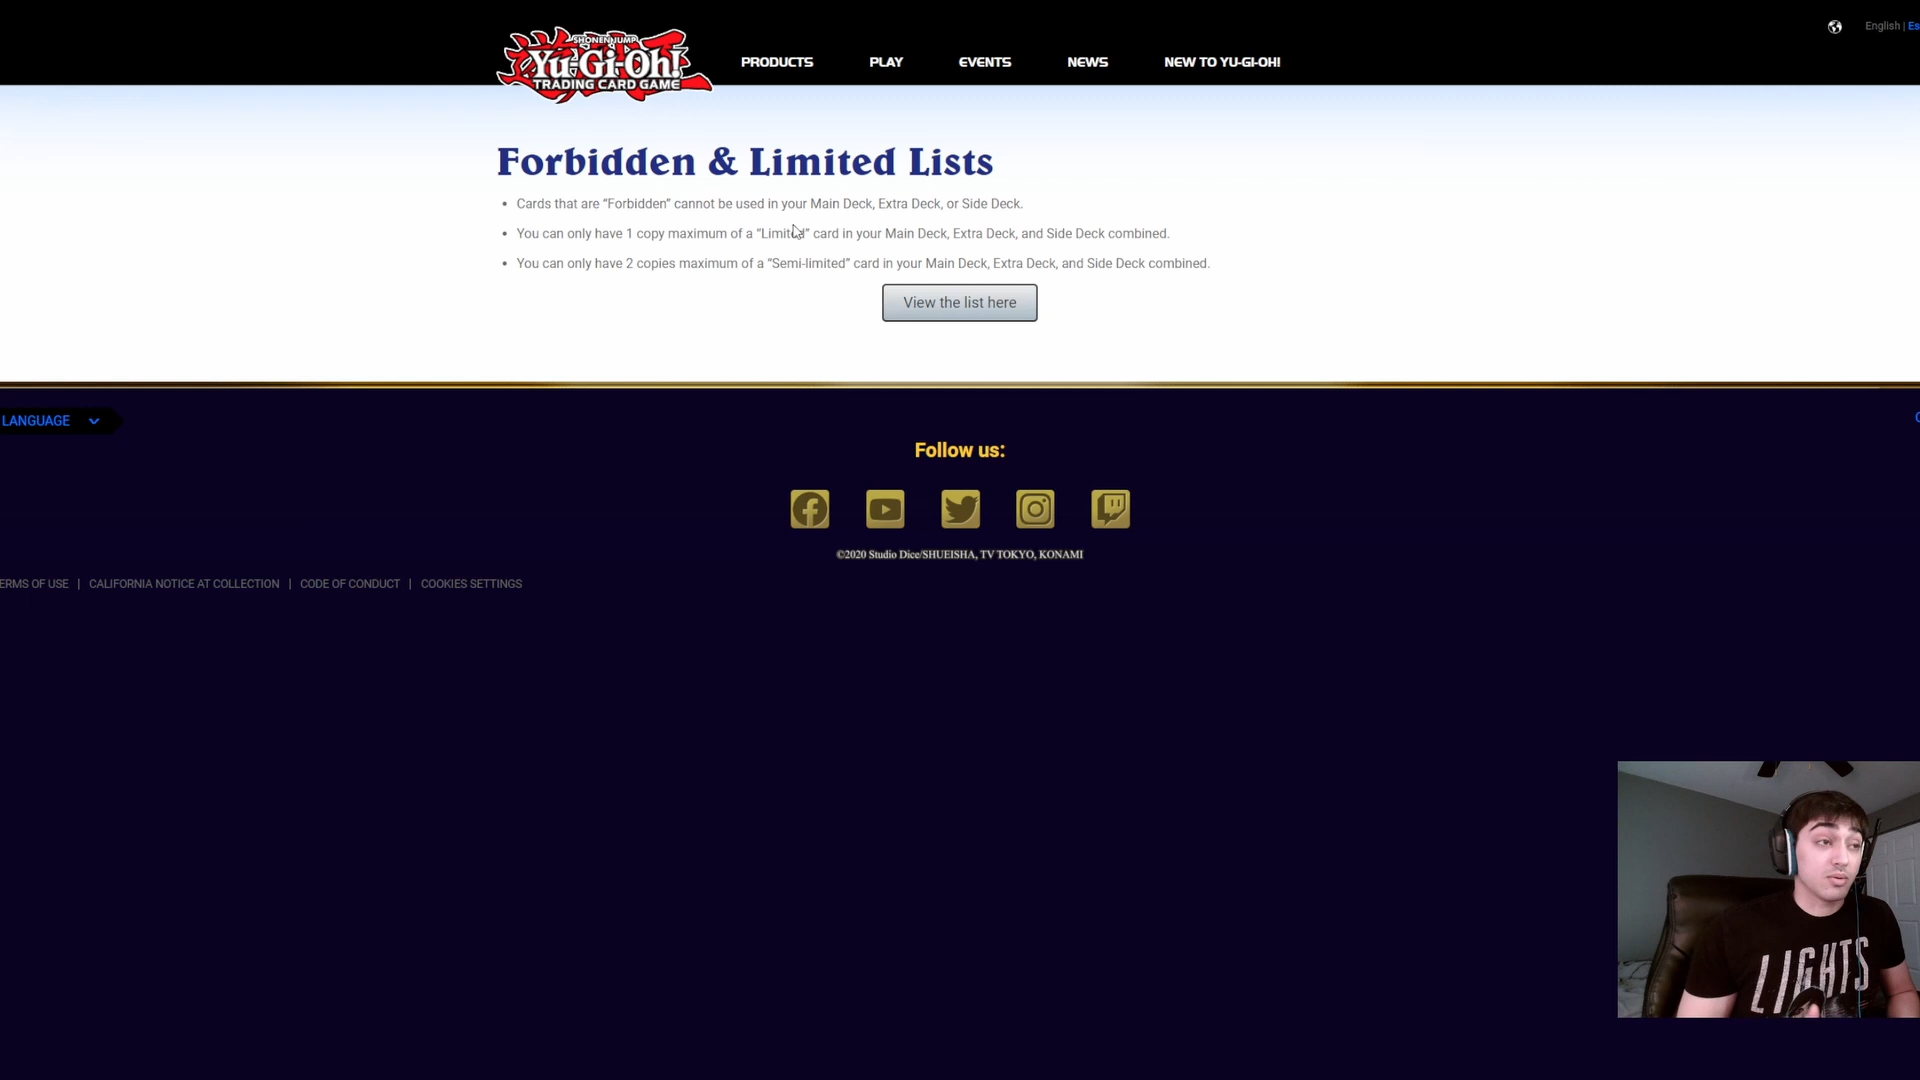 English | Es
SHONEN JUMP
Yu-Gi-Oh!
TRADING CARD GAME
PRODUCTS
PLAY
EVENTS
NEWS
NEW TO YU-GI-OH!
Forbidden & Limited Lists
• Cards that are “Forbidden” cannot be used in your Main Deck, Extra Deck, or Side Deck.
• You can only have 1 copy maximum of a “Limited” card in your Main Deck, Extra Deck, and Side Deck combined.
• You can only have 2 copies maximum of a “Semi-limited” card in your Main Deck, Extra Deck, and Side Deck combined.
View the list here
LANGUAGE
Follow us:
©2020 Studio Dice/SHUEISHA, TV TOKYO, KONAMI
ERMS OF USE | CALIFORNIA NOTICE AT COLLECTION | CODE OF CONDUCT | COOKIES SETTINGS
LIGHTS